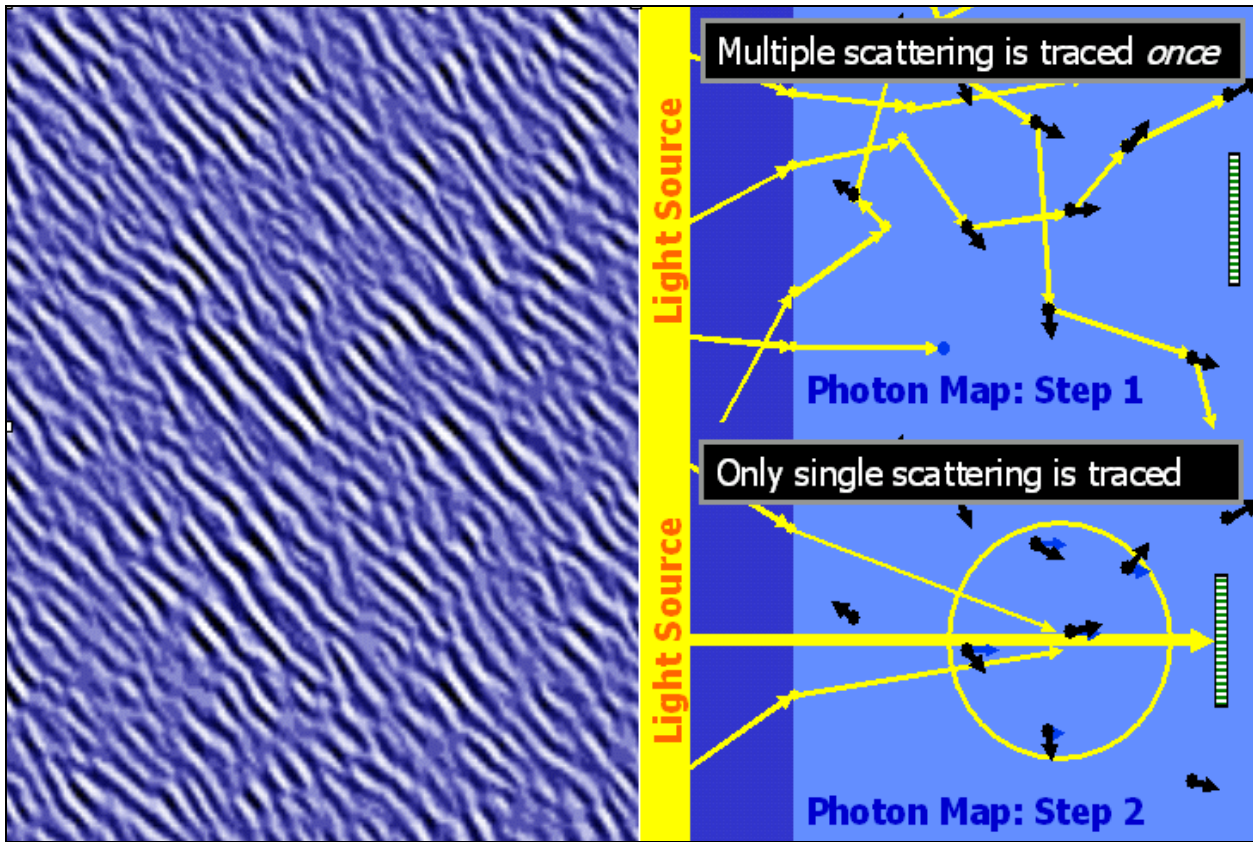 Multiple scattering is traced once
Light Source
Photon Map: Step 1
Only single scattering is traced
Light Source
Photon Map: Step 2